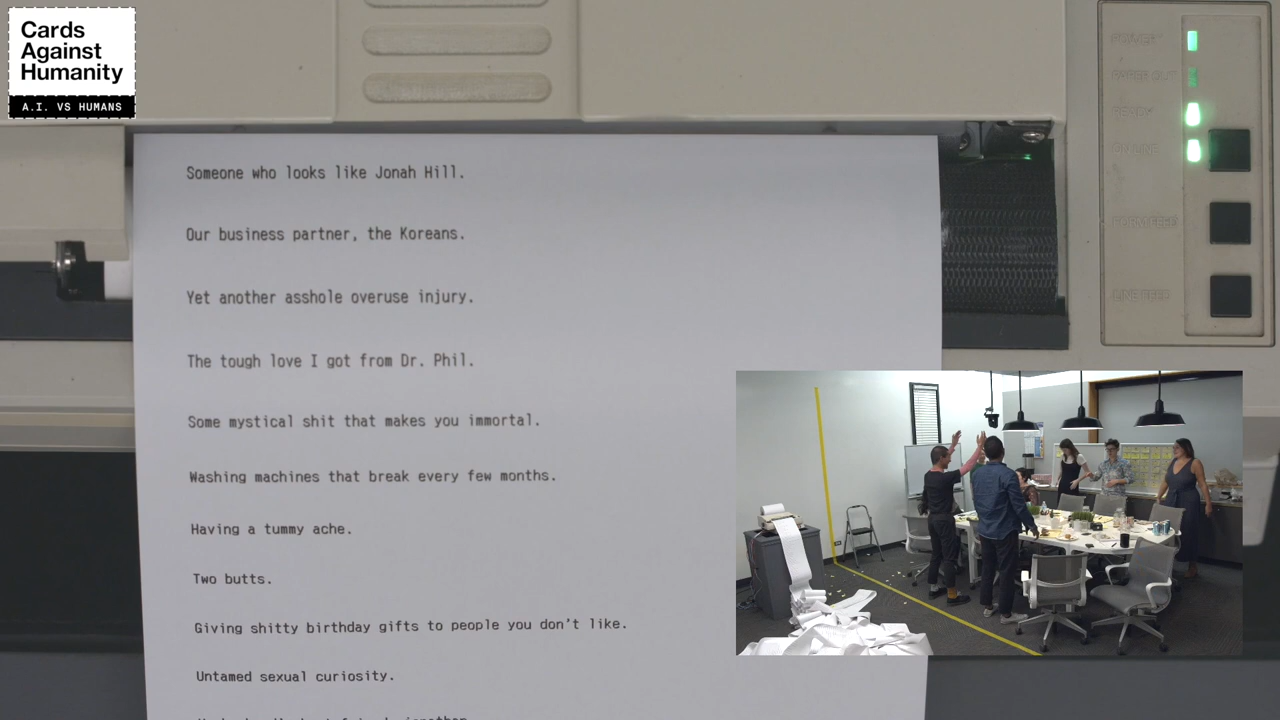 Cards
Against
Humanity
A.I. VS HUMANS
POWER
PAPER OUT
READY
ON LINE
FORM FEED
LINE FEED
Someone who looks like Jonah Hill.
Our business partner, the Koreans.
Yet another asshole overuse injury.
The tough love I got from Dr. Phil.
Some mystical shit that makes you immortal.
Washing machines that break every few months.
Having a tummy ache.
Two butts.
Giving shitty birthday gifts to people you don't like.
Untamed sexual curiosity.